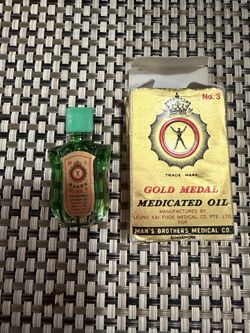 No. 3
TRADE MARK
GOLD MEDAL
MEDICATED OIL
MANUFACTURED BY
LEUNG KAI FOOK MEDICAL CO. PTE. LTD
FOR
MAN'S BROTHERS MEDICAL CO.
SINGAPORE